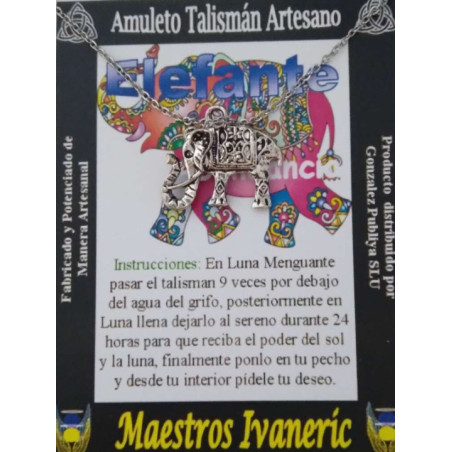 Amuleto Talismán Artesano
Elefante
Fabricado y Potenciado de
Manera Artesanal
Producto distribuido por
Gonzalez Publiya SLU
Instrucciones: En Luna Menguante
pasar el talisman 9 veces por debajo
del agua del grifo, posteriormente en
Luna llena dejarlo al sereno durante 24
horas para que reciba el poder del sol
y la luna, finalmente ponlo en tu pecho
y desde tu interior pídele tu deseo.
Maestros Ivaneric